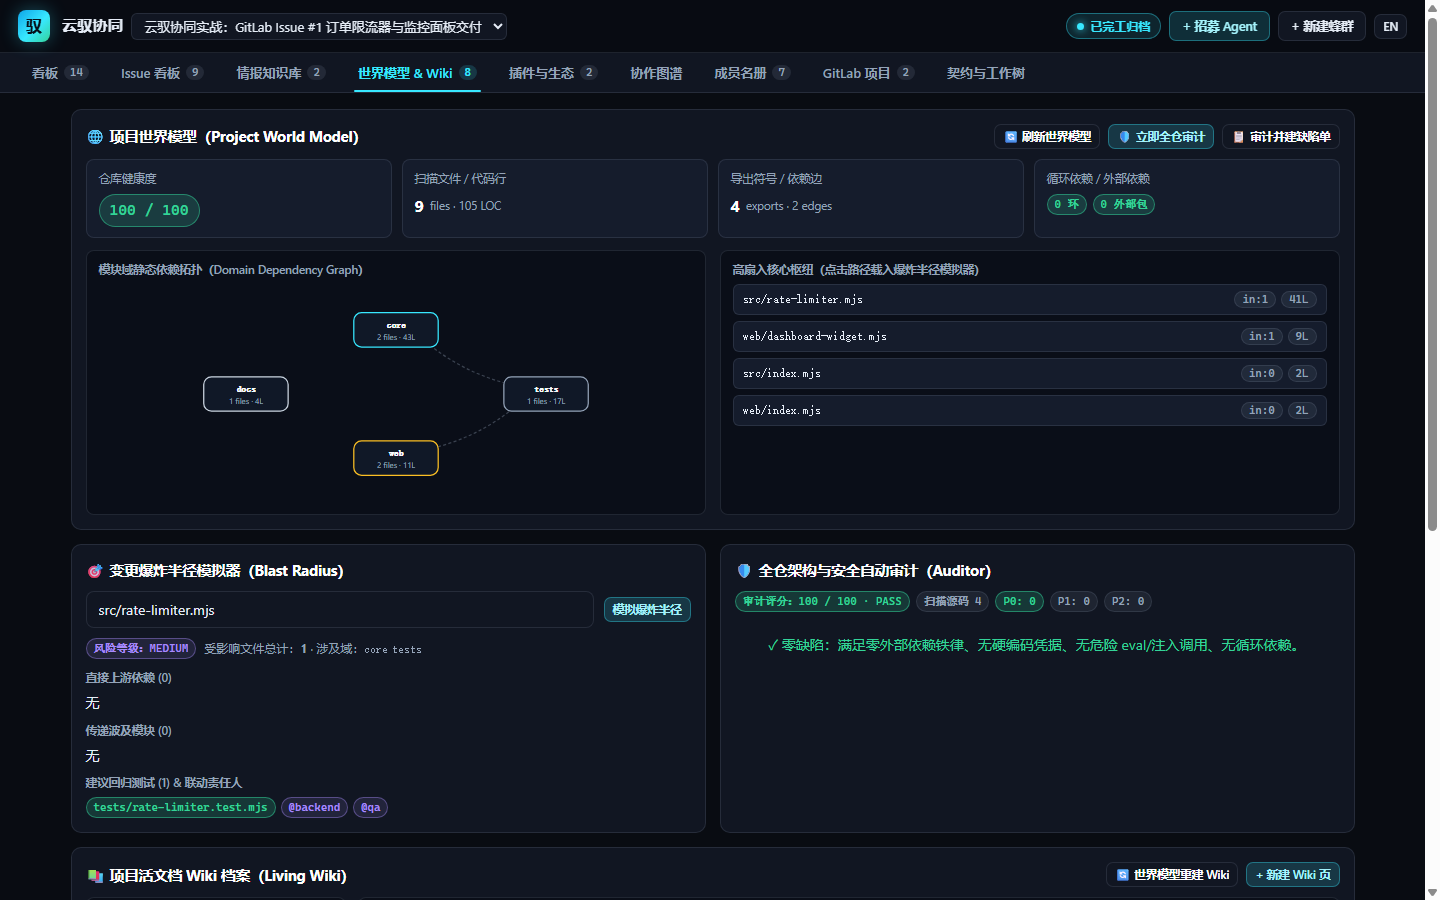 驭 云驭协同 云驭协同实战：GitLab Issue #1 订单限流器与监控面板交付 已完工归档 + 招募 Agent + 新建蜂群 EN
看板 14 Issue 看板 9 情报知识库 2 世界模型 & Wiki 8 插件与生态 2 协作图谱 成员名册 7 GitLab 项目 2 契约与工作树
项目世界模型（Project World Model） 刷新世界模型 立即全仓审计 审计并建缺陷单
仓库健康度
100 / 100
扫描文件 / 代码行
9 files · 105 LOC
导出符号 / 依赖边
4 exports · 2 edges
循环依赖 / 外部依赖
0 环 0 外部包
模块域静态依赖拓扑（Domain Dependency Graph）
core
2 files · 43L
docs
1 files · 4L
tests
1 files · 17L
web
2 files · 11L
高扇入核心枢纽（点击路径载入爆炸半径模拟器）
src/rate-limiter.mjs in:1 41L
web/dashboard-widget.mjs in:1 9L
src/index.mjs in:0 2L
web/index.mjs in:0 2L
变更爆炸半径模拟器（Blast Radius）
src/rate-limiter.mjs 模拟爆炸半径
风险等级：MEDIUM 受影响文件总计：1 · 涉及域：core tests
直接上游依赖 (0)
无
传递波及模块 (0)
无
建议回归测试 (1) & 联动责任人
tests/rate-limiter.test.mjs @backend @qa
全仓架构与安全自动审计（Auditor）
审计评分：100 / 100 · PASS 扫描源码 4 P0: 0 P1: 0 P2: 0
✓ 零缺陷：满足零外部依赖铁律、无硬编码凭据、无危险 eval/注入调用、无循环依赖。
项目活文档 Wiki 档案（Living Wiki） 世界模型重建 Wiki + 新建 Wiki 页